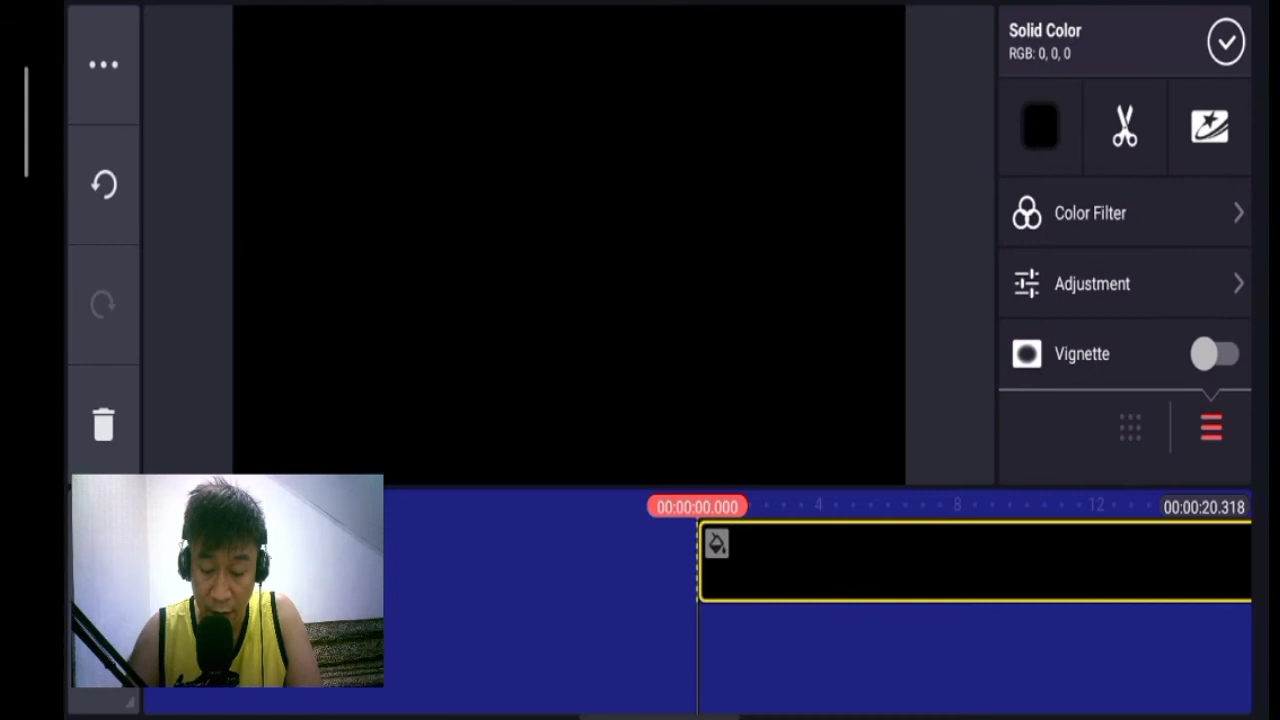 Solid Color
RGB: 0, 0, 0
Color Filter
Adjustment
Vignette
00:00:00.000
4
8
12
00:00:20.318